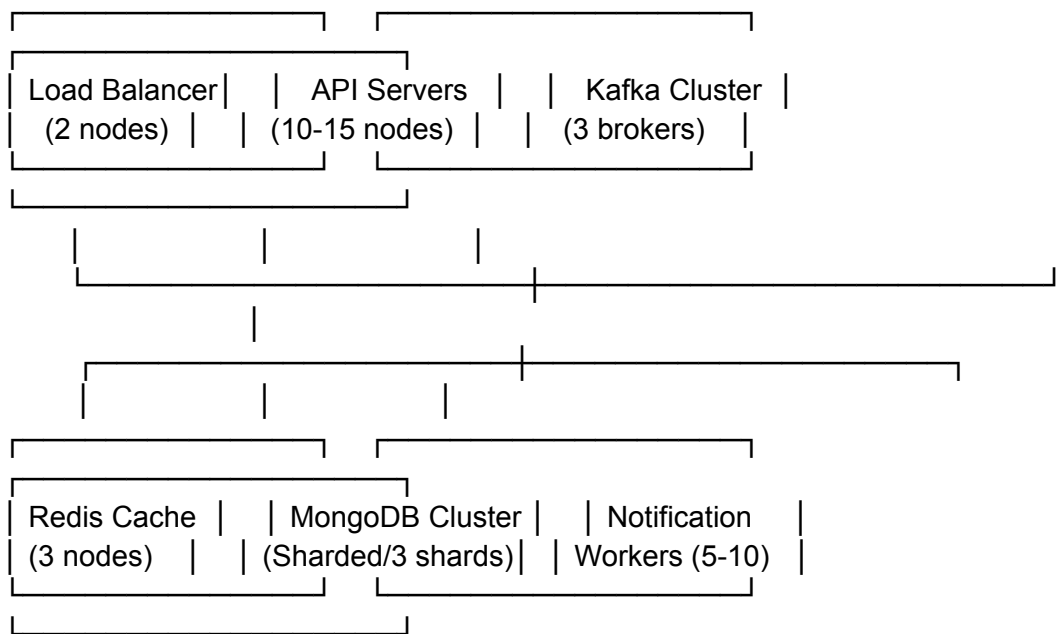 Load Balancer API Servers Kafka Cluster
(2 nodes) (10-15 nodes) (3 brokers)
Redis Cache MongoDB Cluster Notification
(3 nodes) (Sharded/3 shards) Workers (5-10)